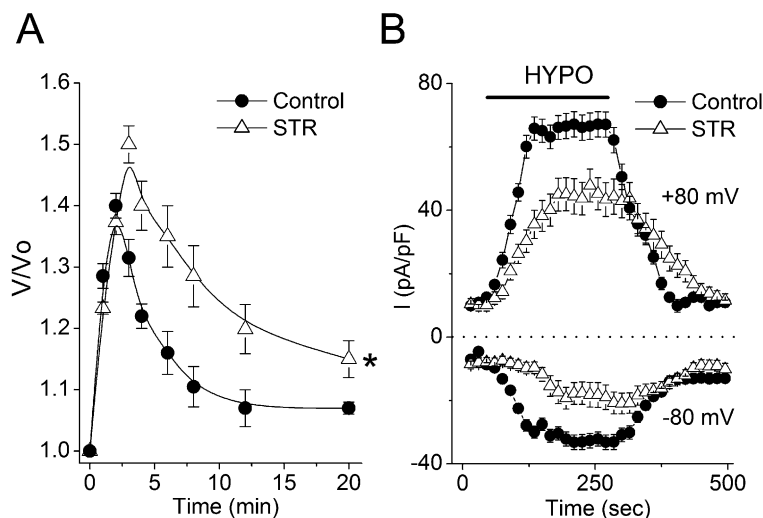 A
B
Control
STR
V/Vo
1.6
1.5
1.4
1.3
1.2
1.1
1.0
*
0
5
10
15
20
Time (min)
HYPO
Control
STR
I (pA/pF)
80
40
0
-40
+80 mV
-80 mV
0
250
500
Time (sec)